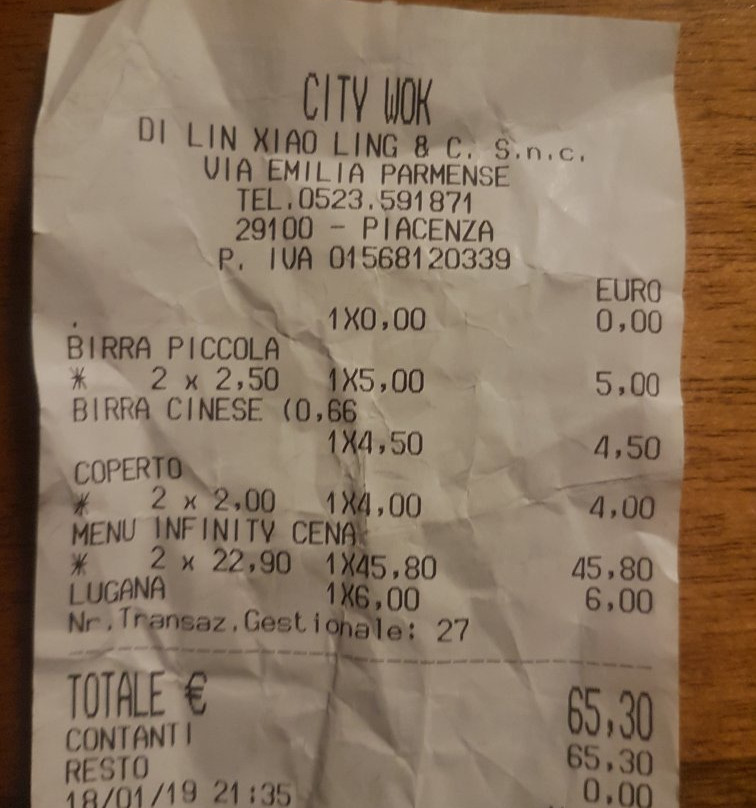 CITY WOK
DI LIN XIAO LING & C. S.n.c.
VIA EMILIA PARMENSE
TEL.0523.591871
29100 - PIACENZA
P. IVA 01568120339
EURO
. 1X0,00 0,00
BIRRA PICCOLA
* 2 x 2,50 1X5,00 5,00
BIRRA CINESE (0,66
1X4,50 4,50
COPERTO
* 2 x 2,00 1X4,00 4,00
MENU INFINITY CENA
* 2 x 22,90 1X45,80 45,80
LUGANA 1X6,00 6,00
Nr.Transaz.Gestionale: 27
TOTALE € 65,30
CONTANTI 65,30
RESTO 0,00
18/01/19 21:35